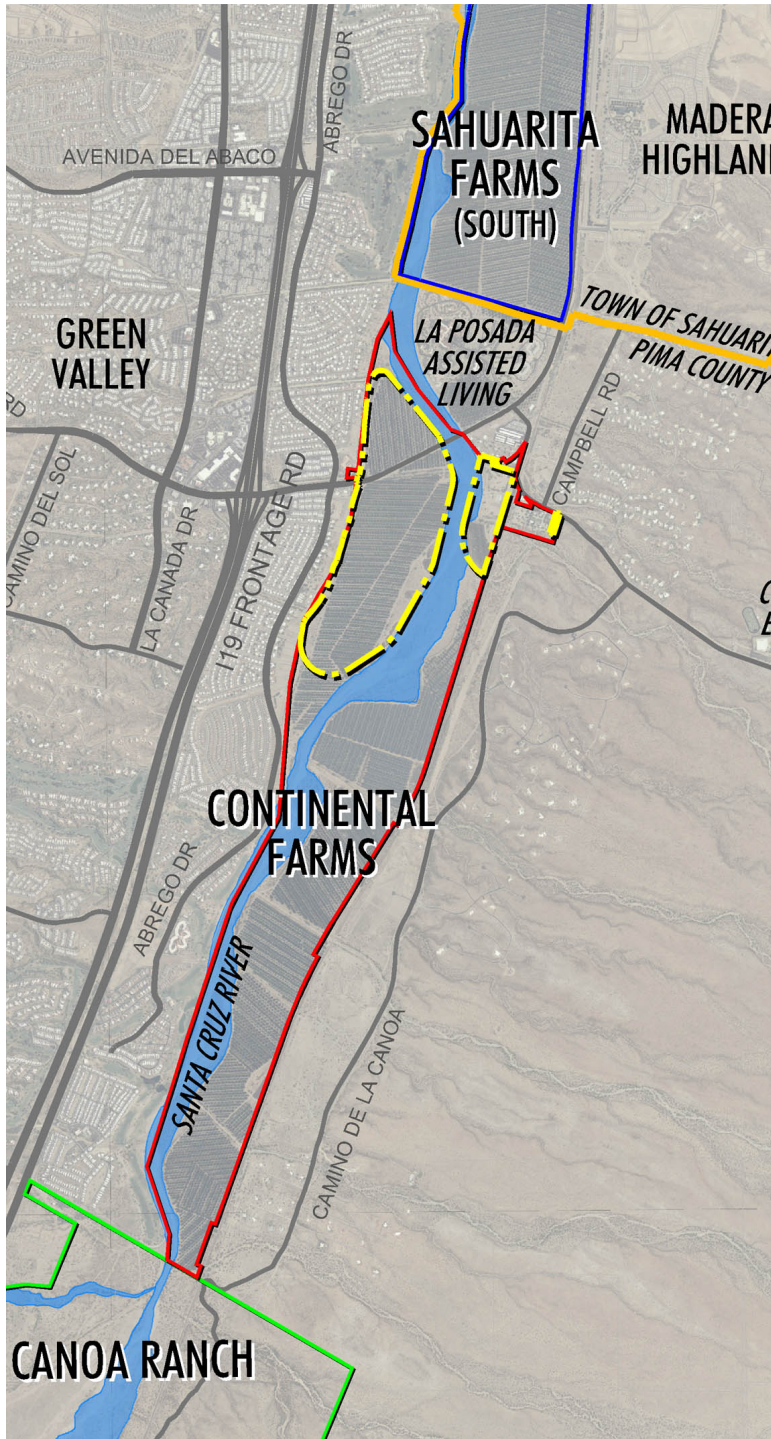 ABREGO DR
AVENIDA DEL ABACO
SAHUARITA
FARMS
(SOUTH)
MADERA
HIGHLAN
TOWN OF SAHUARI
PIMA COUNTY
GREEN
VALLEY
LA POSADA
ASSISTED
LIVING
RD
CAMPBELL RD
CAMINO DEL SOL
LA CANADA DR
I19 FRONTAGE RD
CONTINENTAL
FARMS
ABREGO DR
SANTA CRUZ RIVER
CAMINO DE LA CANOA
CANOA RANCH